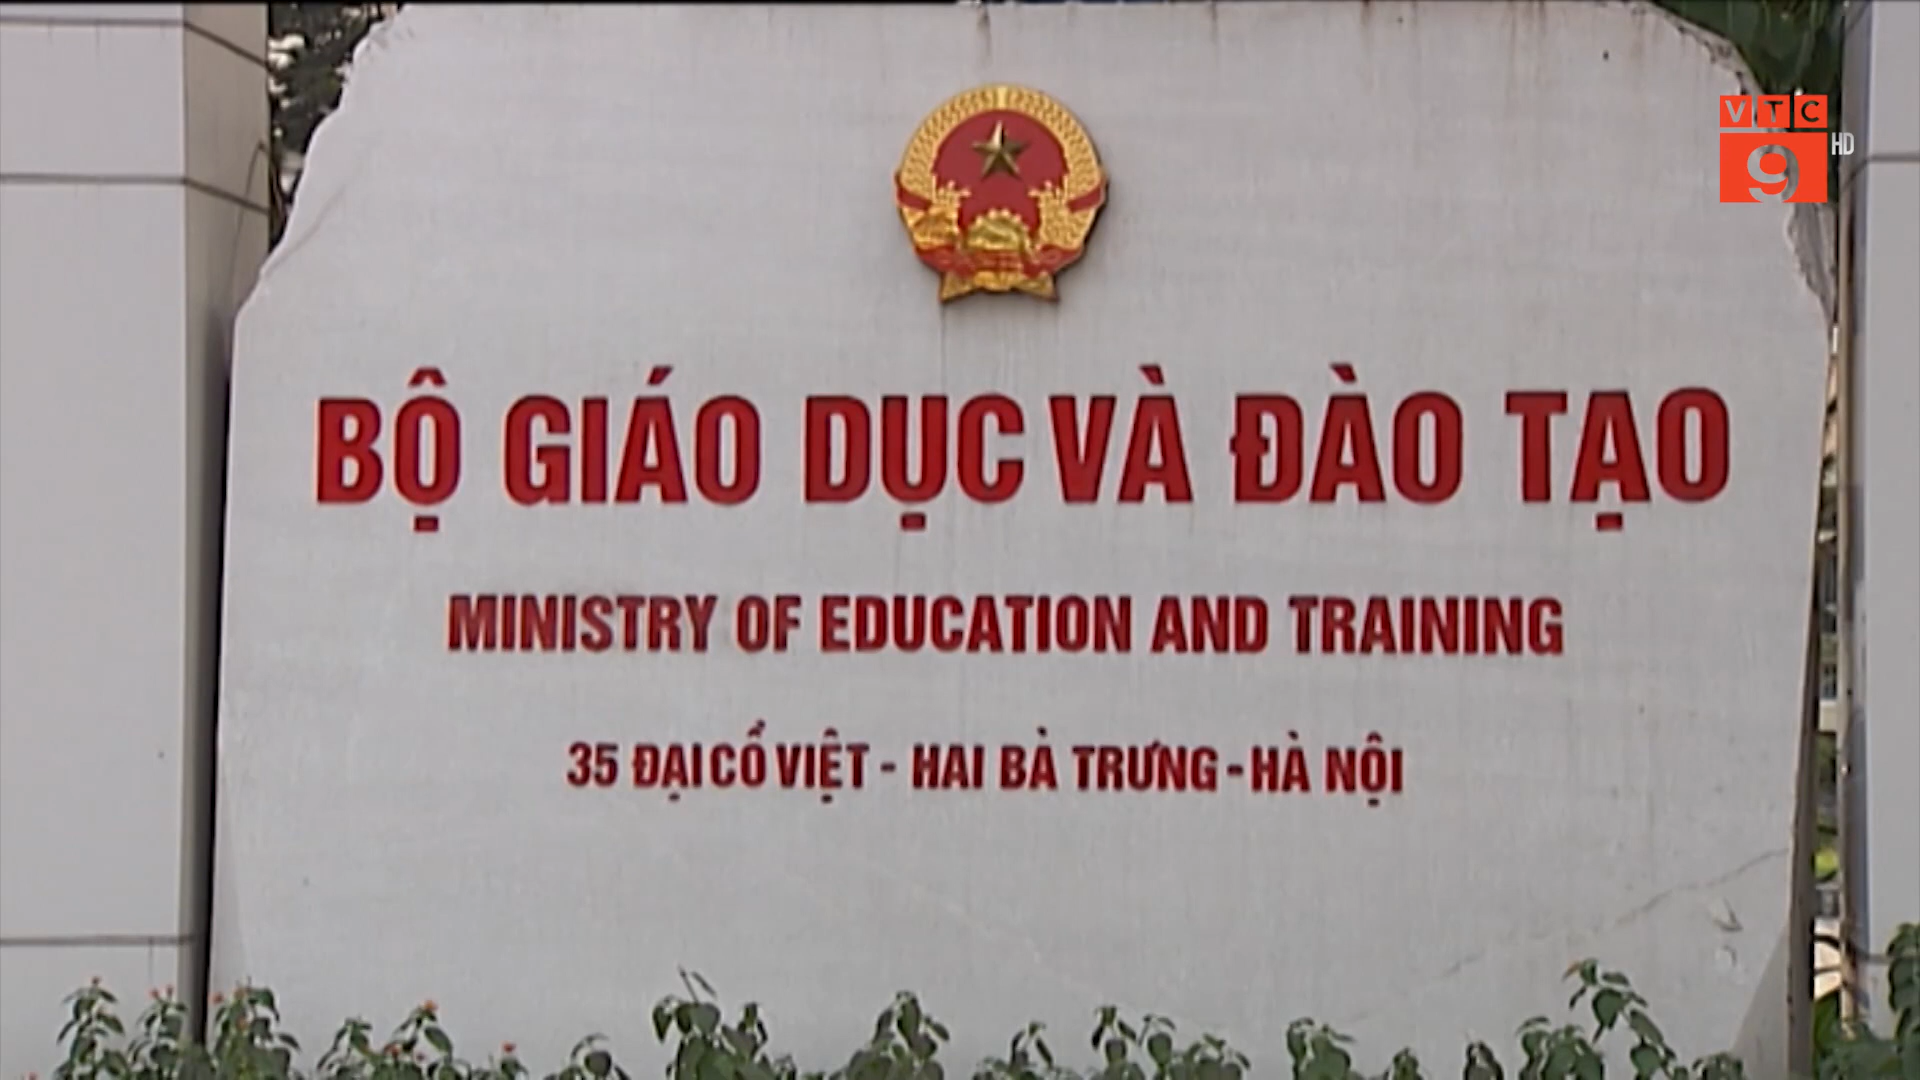 VTC
9 HD
BỘ GIÁO DỤC VÀ ĐÀO TẠO
MINISTRY OF EDUCATION AND TRAINING
35 ĐẠI CỒ VIỆT - HAI BÀ TRƯNG - HÀ NỘI